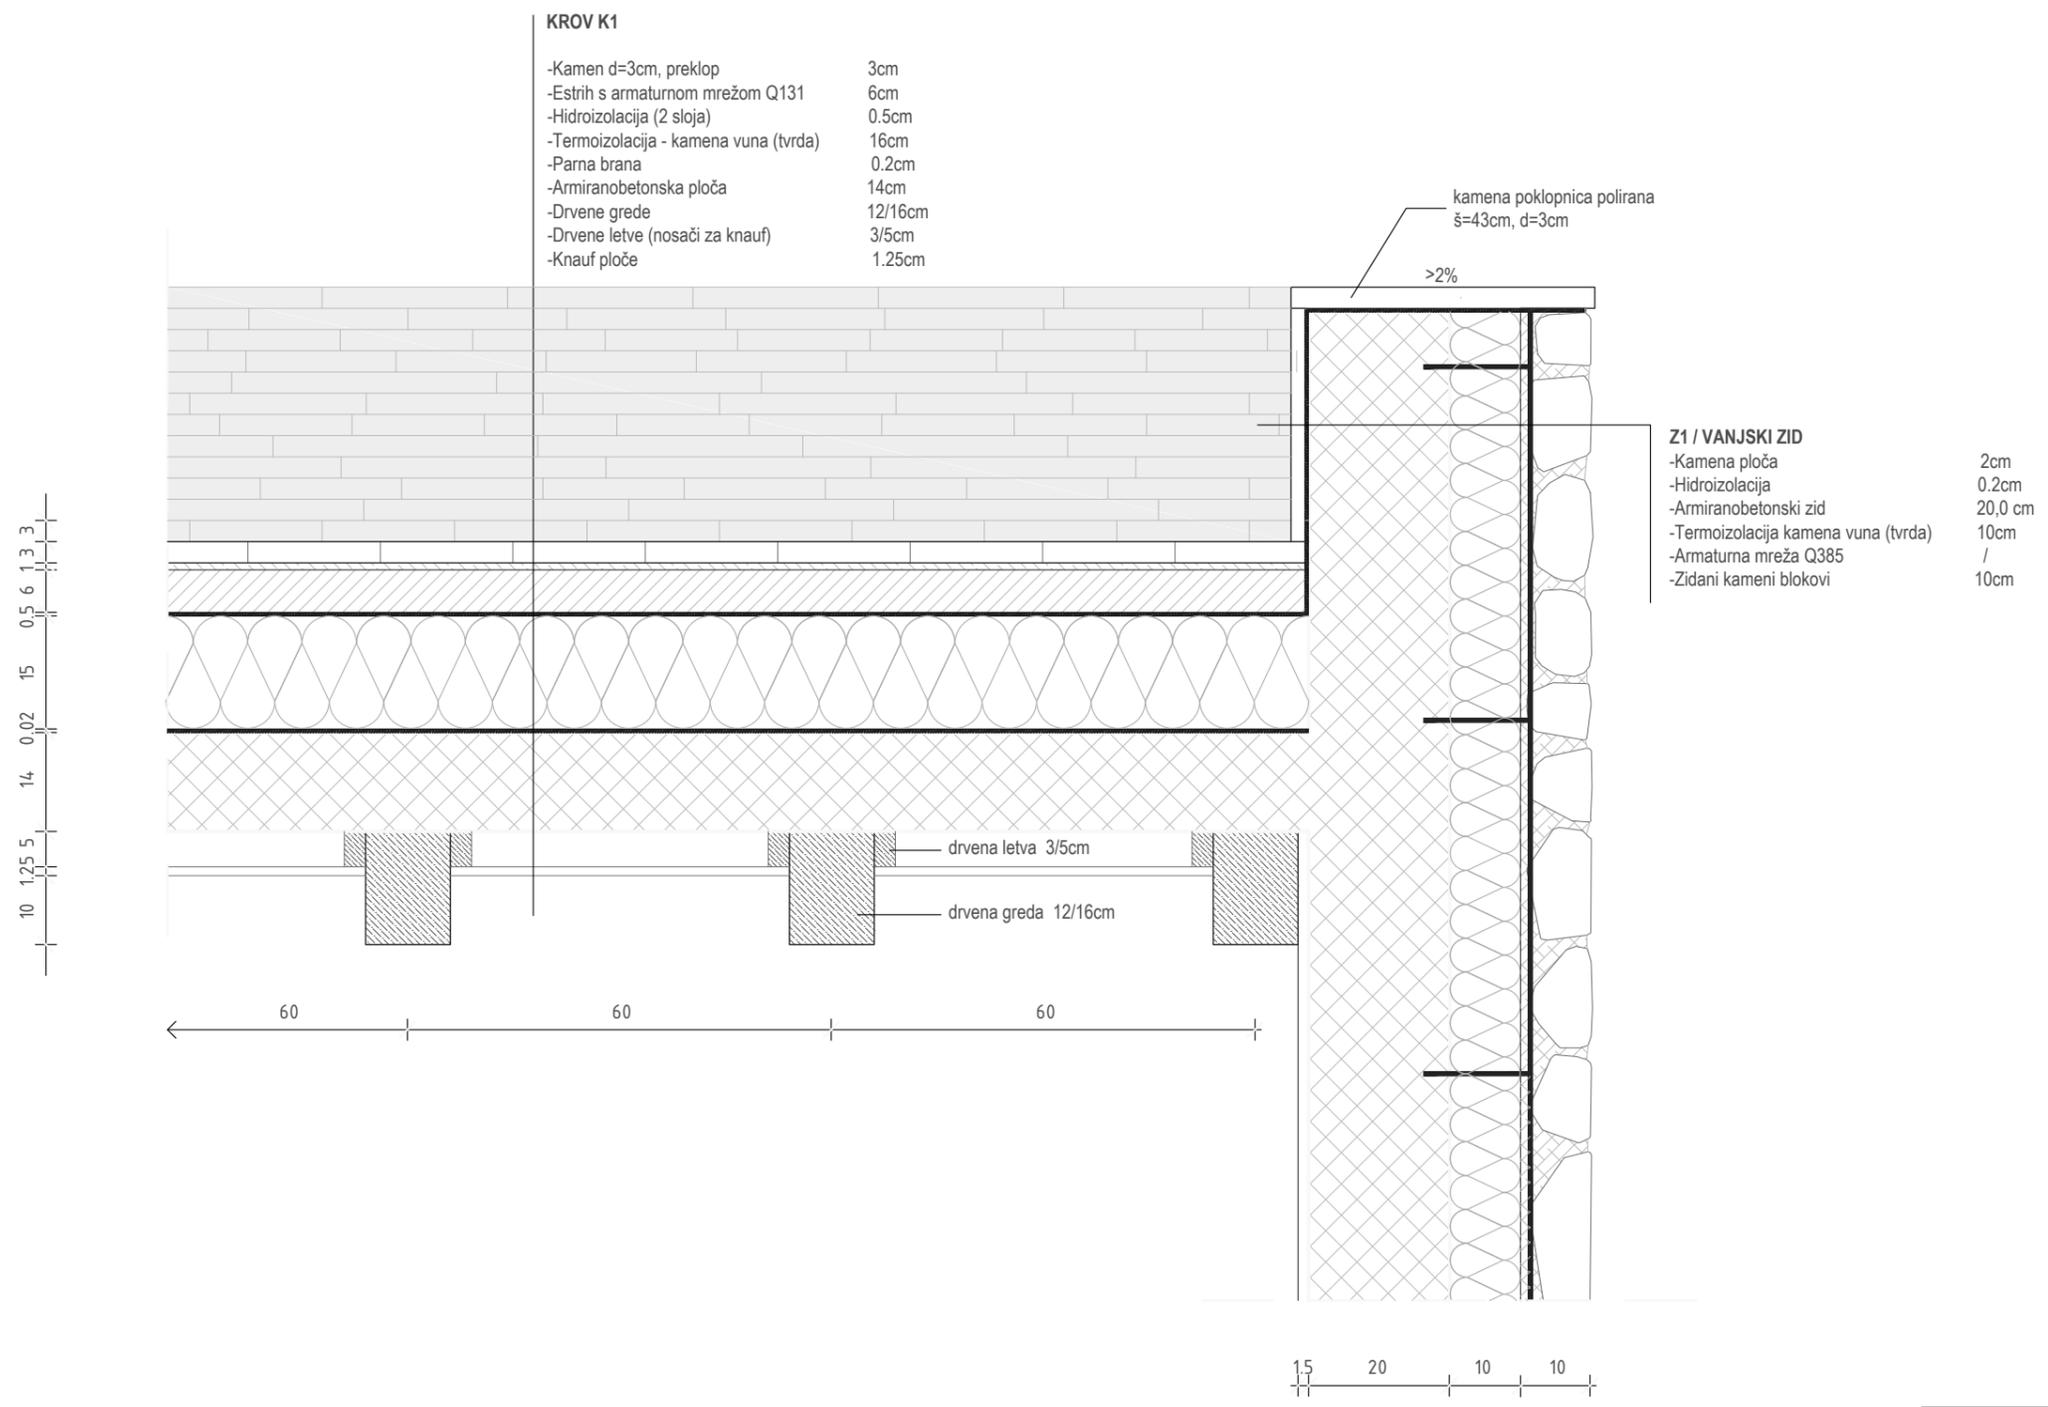 KROV K1
-Kamen d=3cm, preklop 3cm
-Estrih s armaturnom mrežom Q131 6cm
-Hidroizolacija (2 sloja) 0.5cm
-Termoizolacija - kamena vuna (tvrda) 16cm
-Parna brana 0.2cm
-Armiranobetonska ploča 14cm
-Drvene grede 12/16cm
-Drvene letve (nosači za knauf) 3/5cm
-Knauf ploče 1.25cm
kamena poklopnica polirana
š=43cm, d=3cm
>2%
Z1 / VANJSKI ZID
-Kamena ploča 2cm
-Hidroizolacija 0.2cm
-Armiranobetonski zid 20,0 cm
-Termoizolacija kamena vuna (tvrda) 10cm
-Armaturna mreža Q385 /
-Zidani kameni blokovi 10cm
3
3
1
6
0.5
15
0.02
14
5
1.25
10
drvena letva 3/5cm
drvena greda 12/16cm
60 60 60
1.5 20 10 10